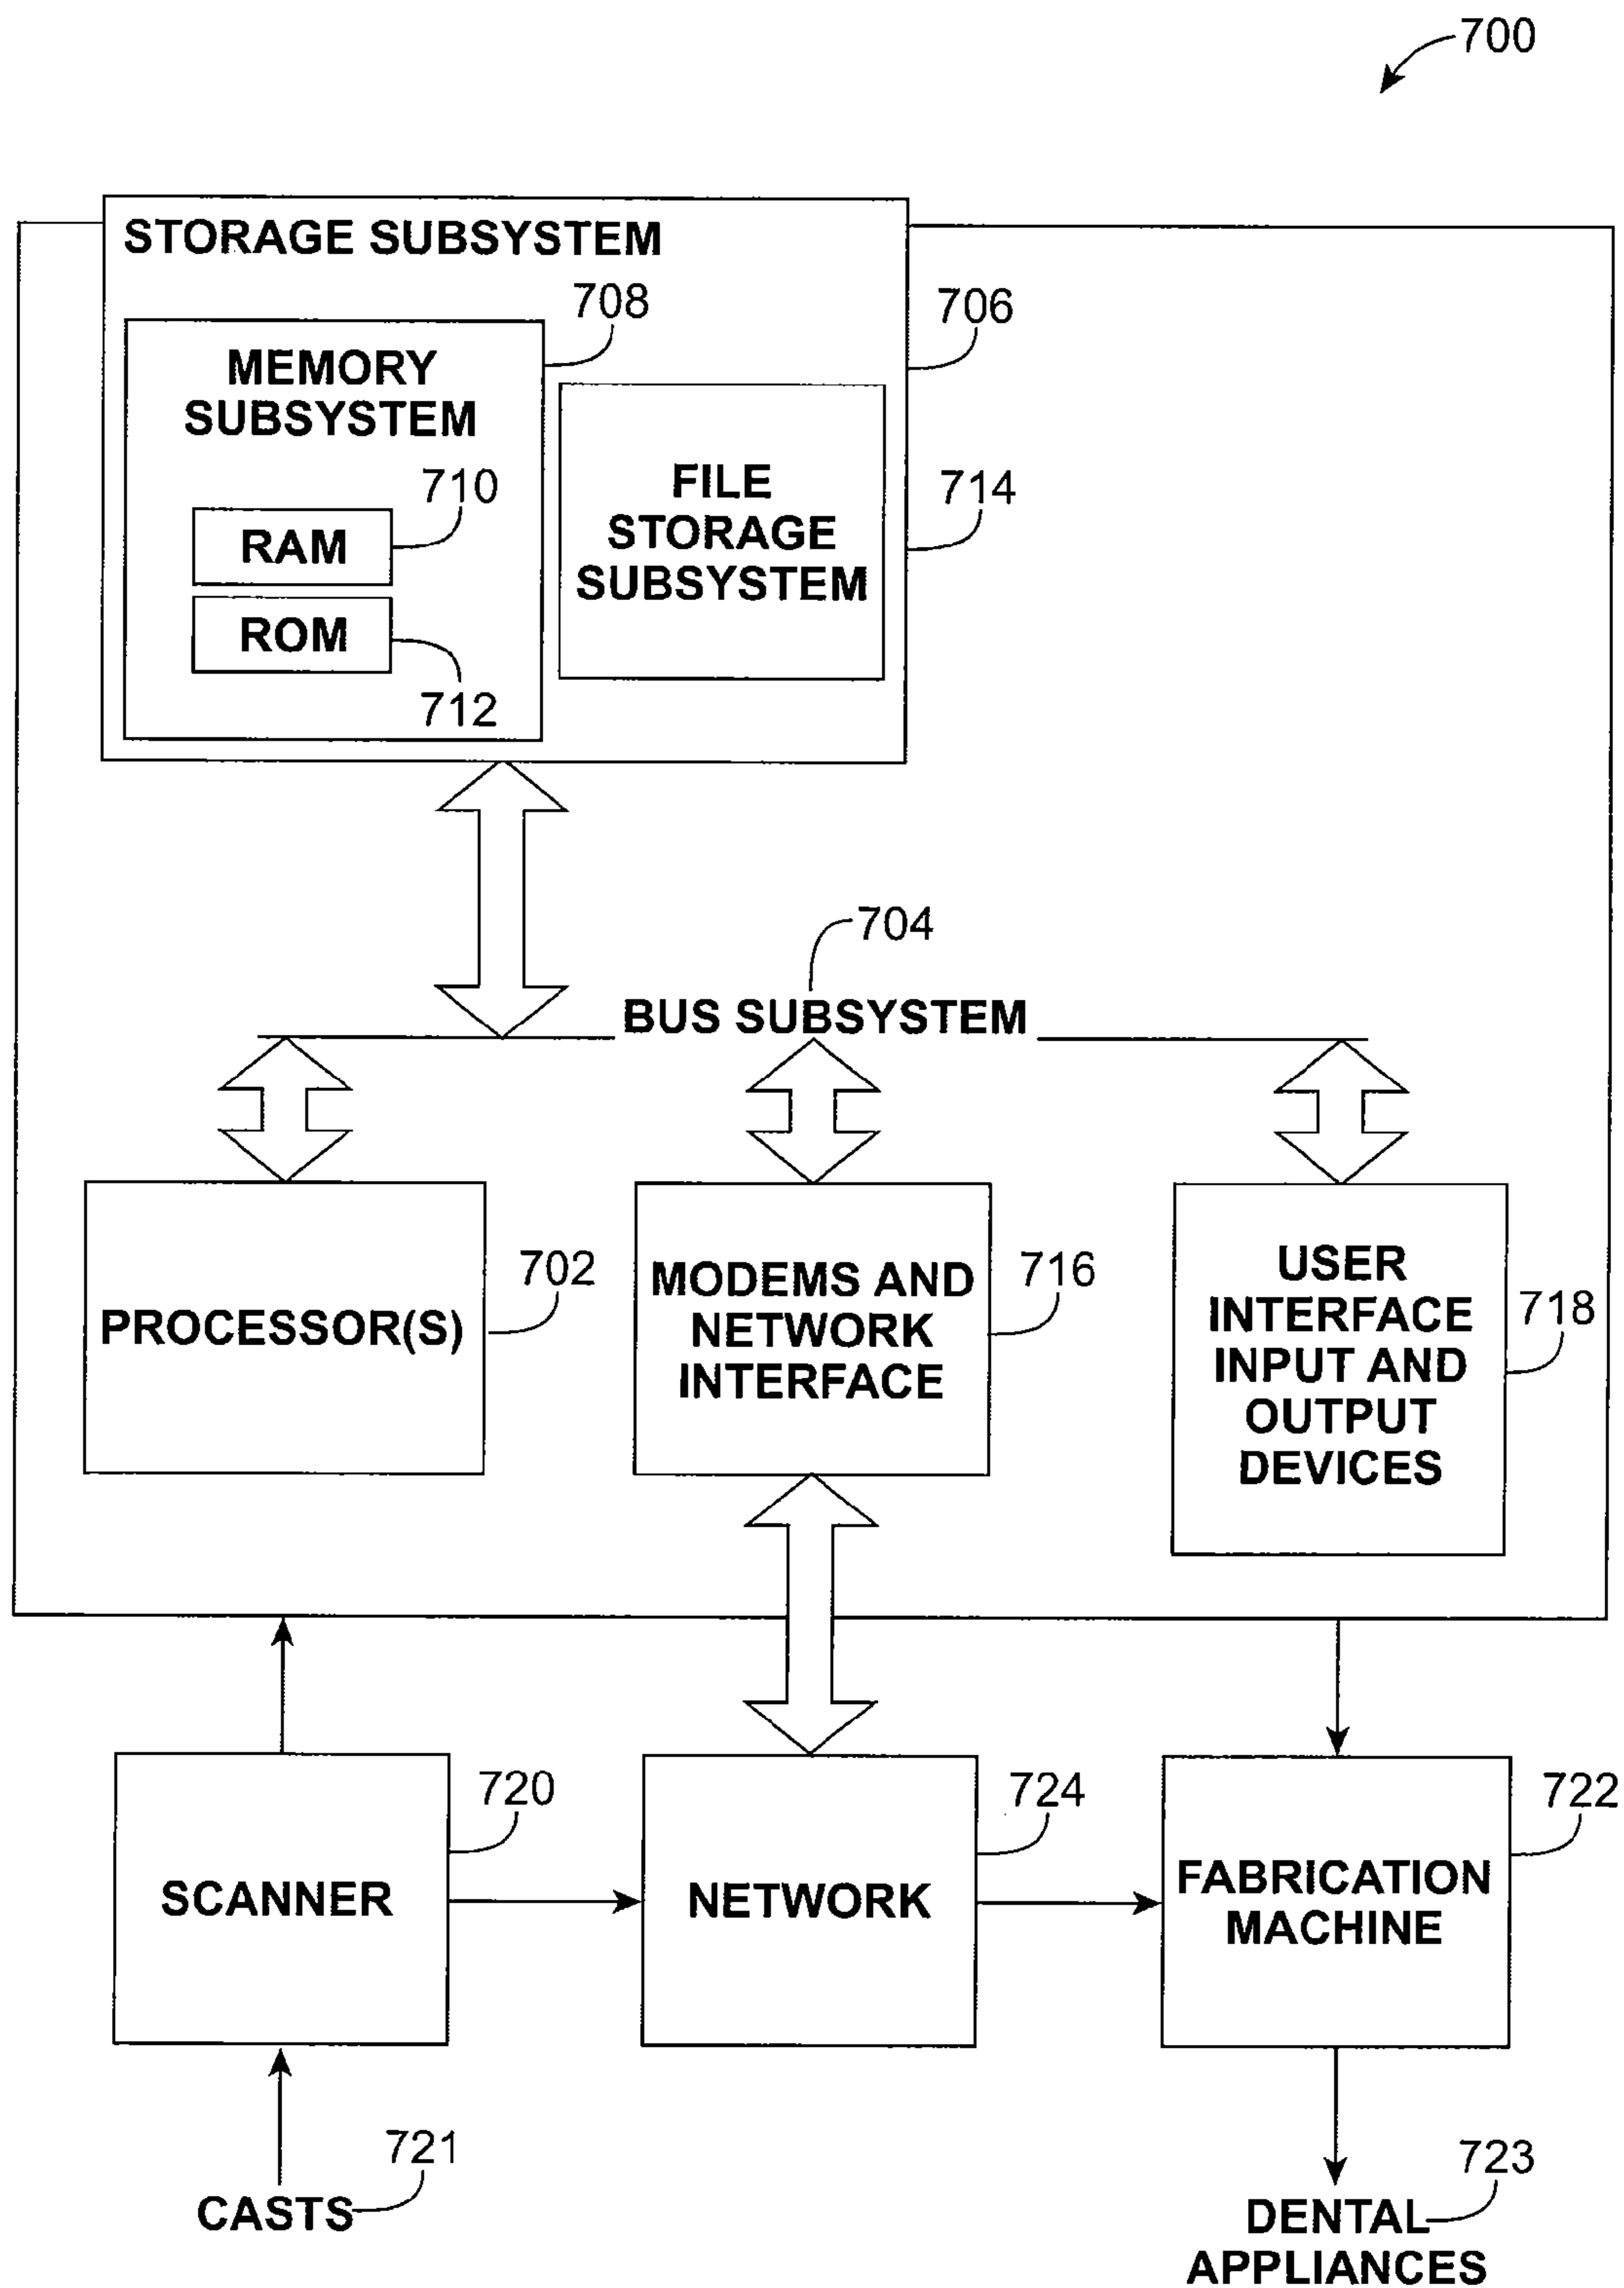 700
STORAGE SUBSYSTEM
708
706
MEMORY
SUBSYSTEM
710
RAM
ROM
712
FILE
STORAGE
SUBSYSTEM
714
704
BUS SUBSYSTEM
PROCESSOR(S)
702
MODEMS AND
NETWORK
INTERFACE
716
USER
INTERFACE
INPUT AND
OUTPUT
DEVICES
718
SCANNER
720
NETWORK
724
FABRICATION
MACHINE
722
CASTS
721
DENTAL
APPLIANCES
723